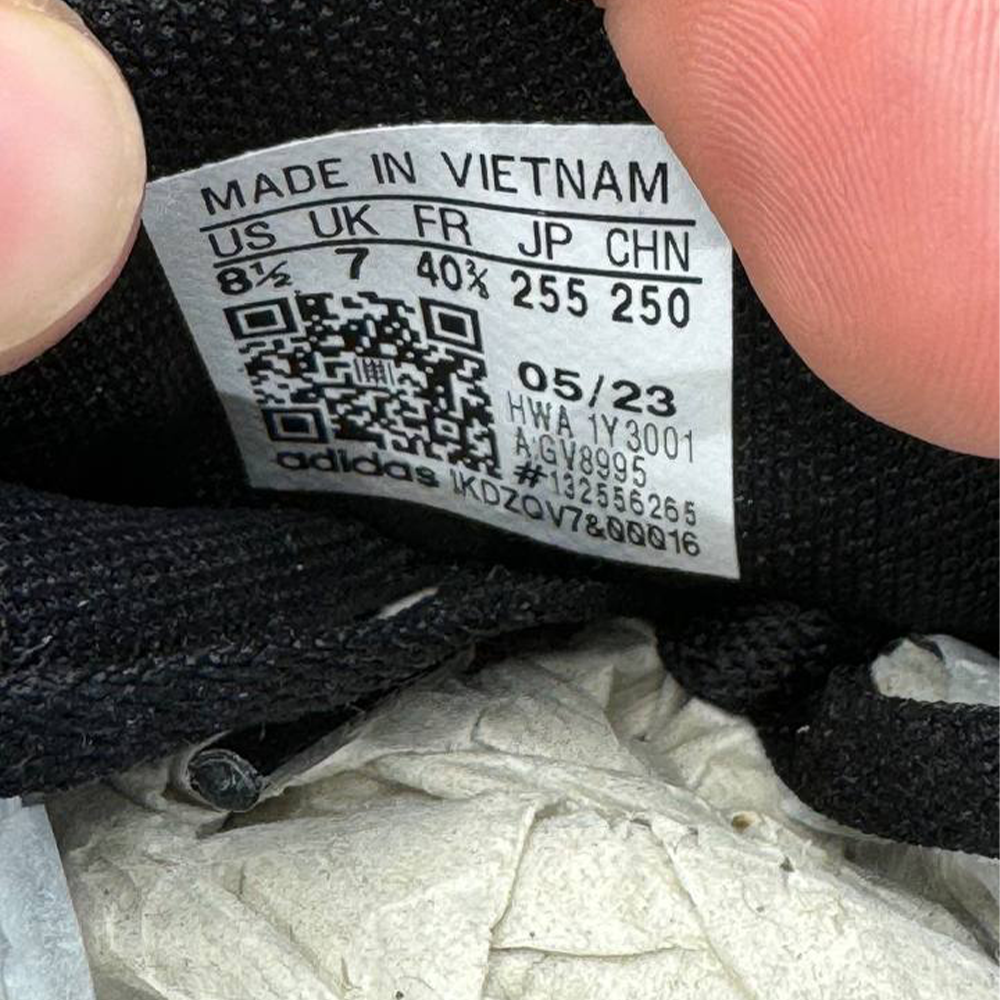 MADE IN VIETNAM
US UK FR JP CHN
8½ 7 40⅔ 255 250
05/23
HWA 1Y3001
A:GV8995
#132556265
adidas 1KDZQV7&00016